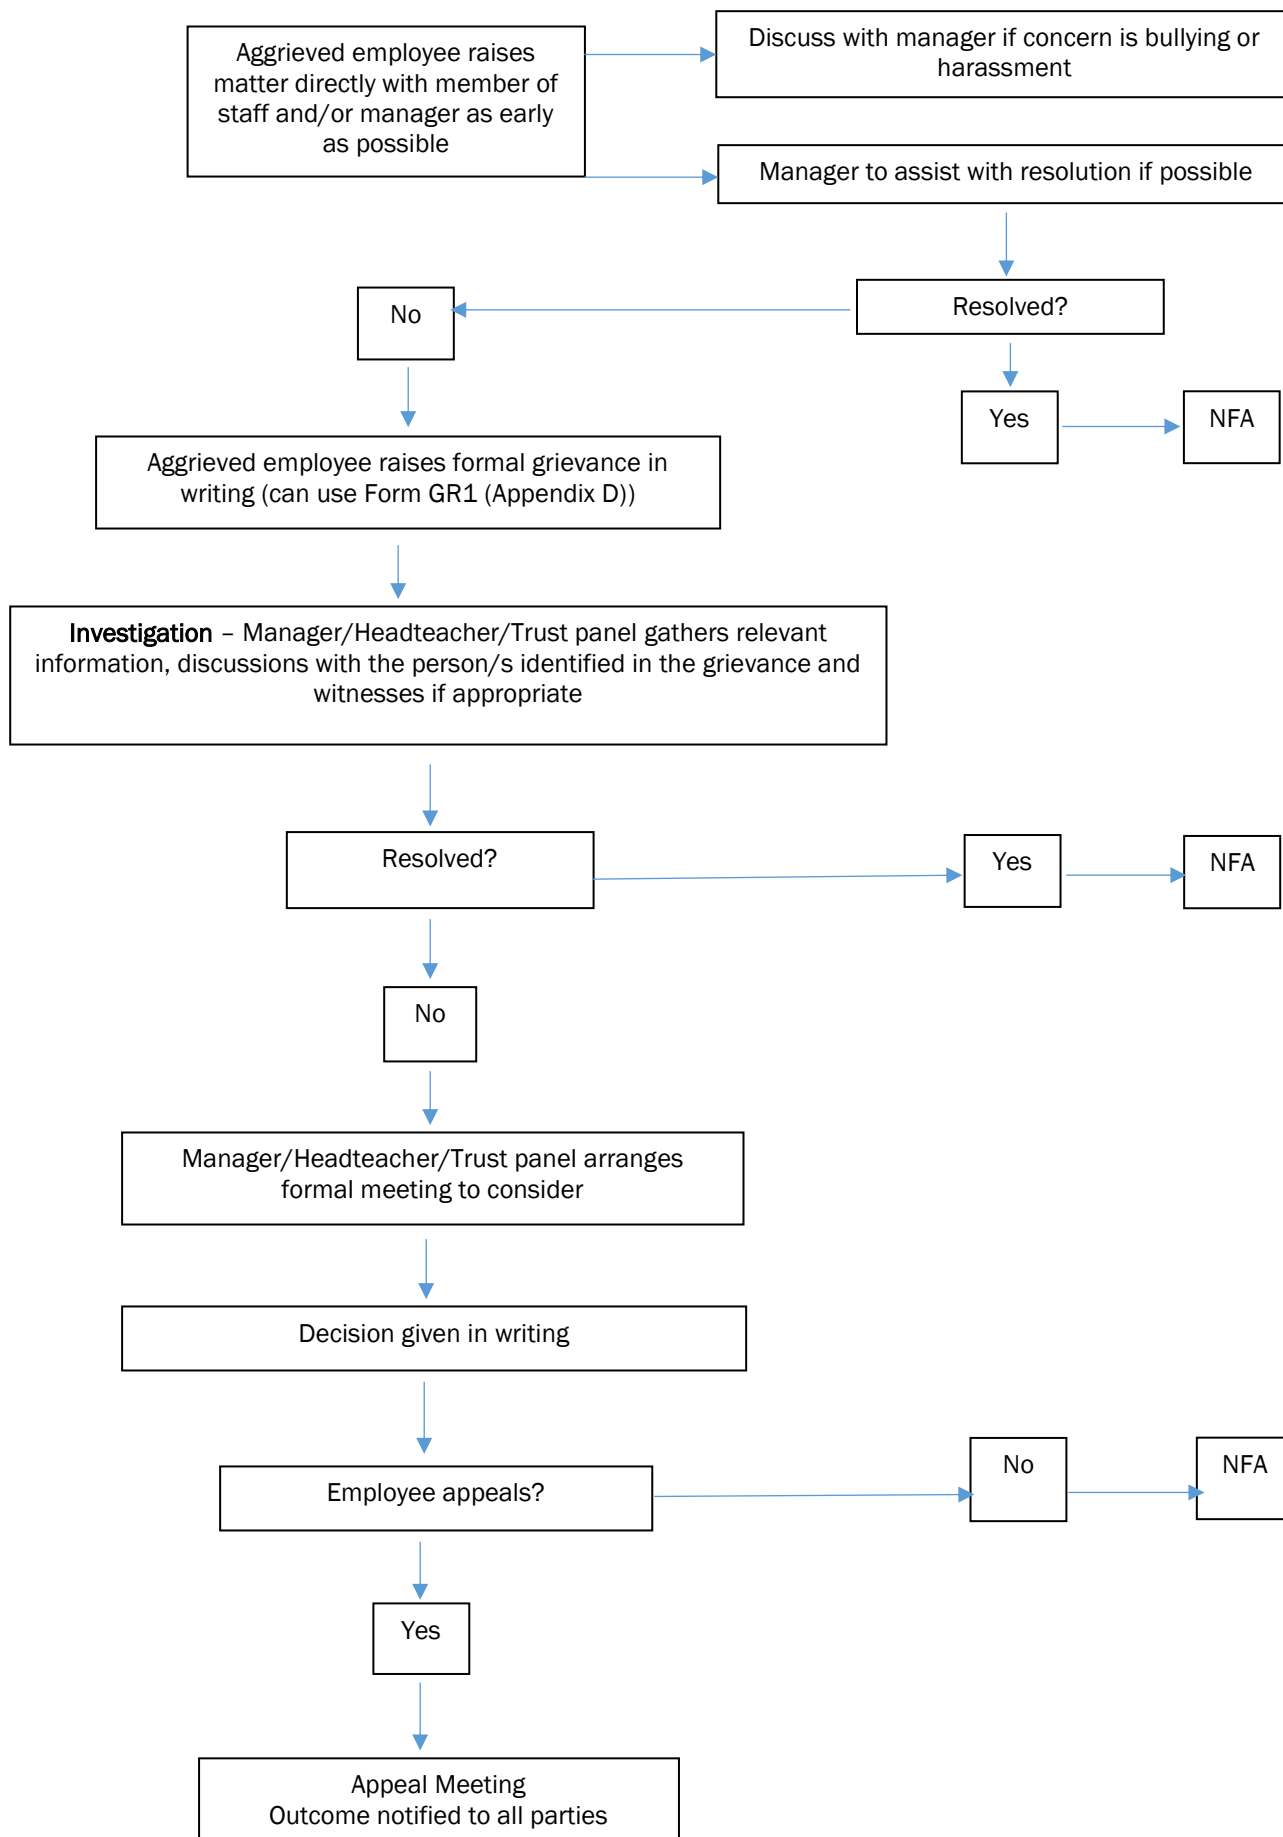 Aggrieved employee raises
matter directly with member of
staff and/or manager as early
as possible
Discuss with manager if concern is bullying or
harassment
Manager to assist with resolution if possible
Resolved?
No
Yes
NFA
Aggrieved employee raises formal grievance in
writing (can use Form GR1 (Appendix D))
Investigation – Manager/Headteacher/Trust panel gathers relevant
information, discussions with the person/s identified in the grievance and
witnesses if appropriate
Resolved?
Yes
NFA
No
Manager/Headteacher/Trust panel arranges
formal meeting to consider
Decision given in writing
Employee appeals?
No
NFA
Yes
Appeal Meeting
Outcome notified to all parties